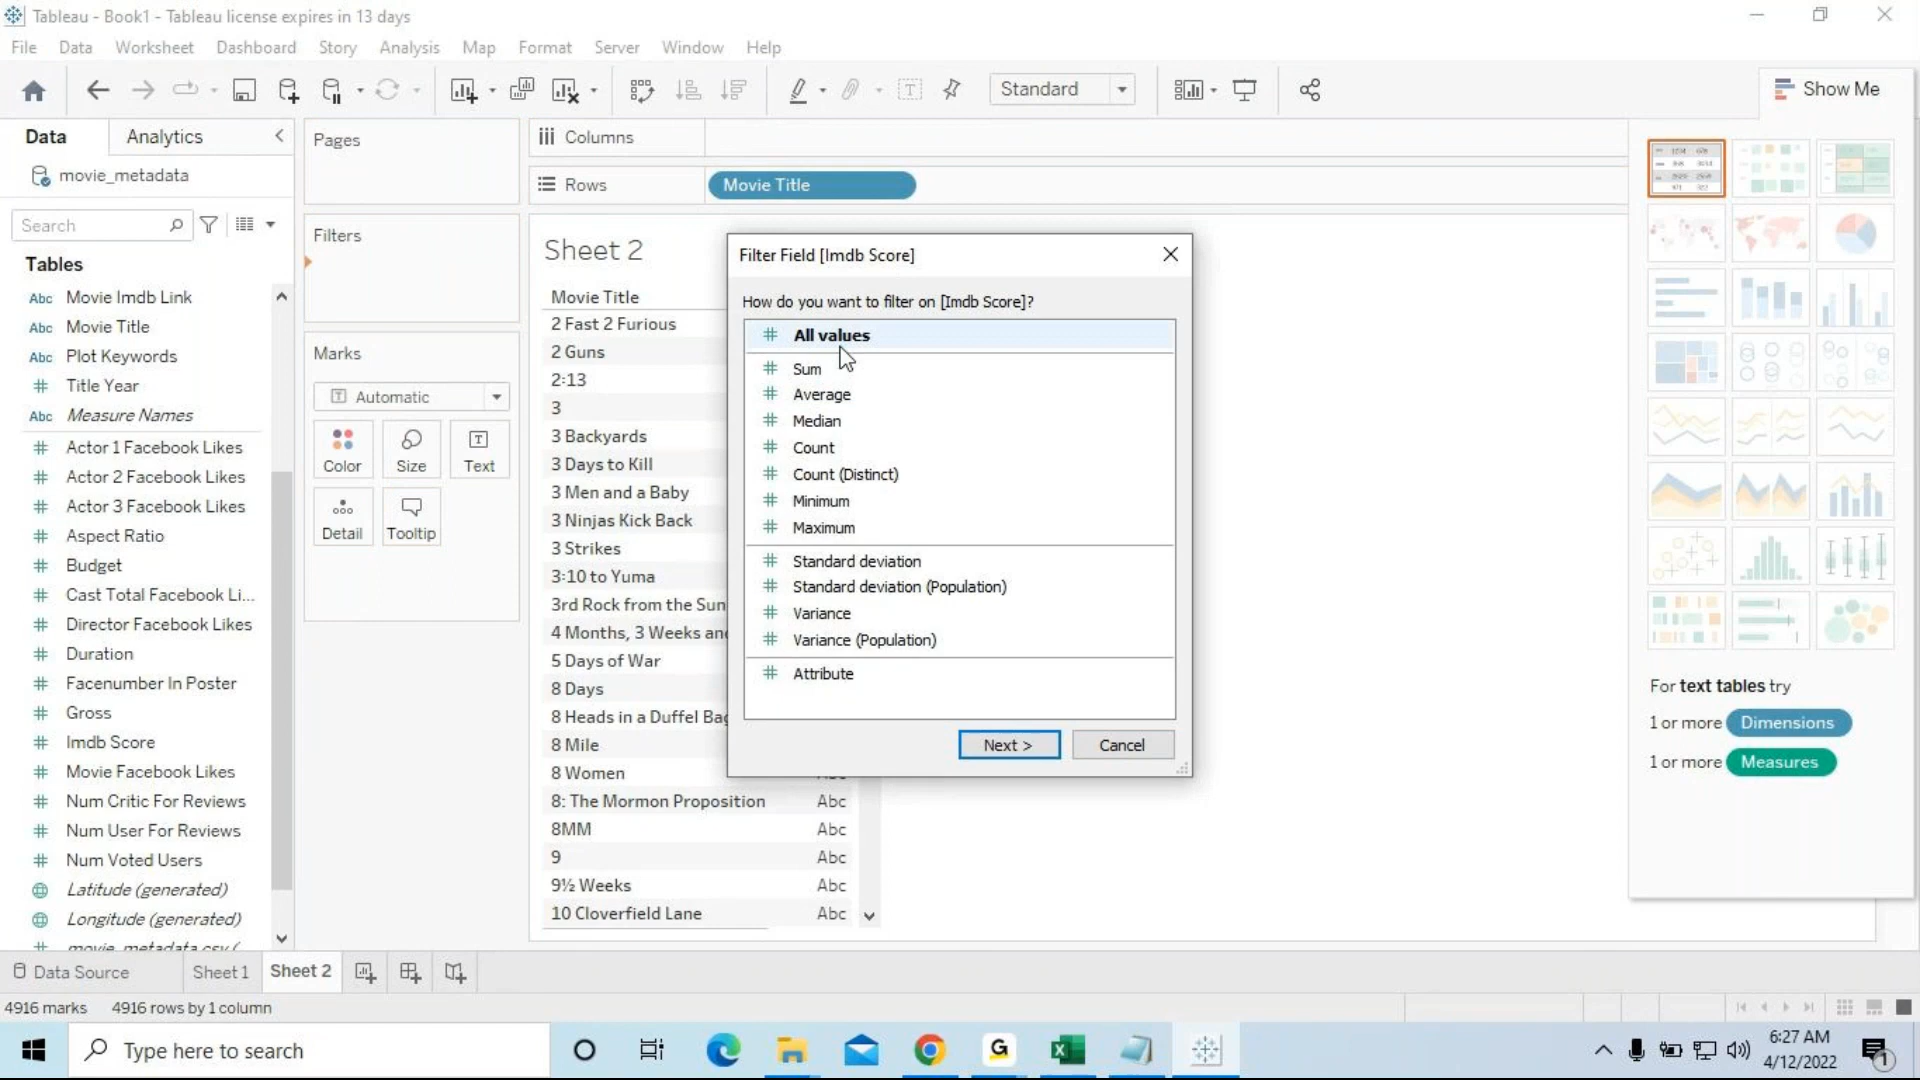 Tableau - Book1 - Tableau license expires in 13 days
File Data Worksheet Dashboard Story Analysis Map Format Server Window Help
Standard
Show Me
Data Analytics
movie_metadata
Search
Tables
Abc Movie Imdb Link
Abc Movie Title
Abc Plot Keywords
# Title Year
Abc Measure Names
# Actor 1 Facebook Likes
# Actor 2 Facebook Likes
# Actor 3 Facebook Likes
# Aspect Ratio
# Budget
# Cast Total Facebook Li...
# Director Facebook Likes
# Duration
# Facenumber In Poster
# Gross
# Imdb Score
# Movie Facebook Likes
# Num Critic For Reviews
# Num User For Reviews
# Num Voted Users
Latitude (generated)
Longitude (generated)
# movie_metadata.csv (
Pages
Filters
Marks
Automatic
Color Size Text
Detail Tooltip
Columns
Rows Movie Title
Sheet 2
Movie Title
2 Fast 2 Furious
2 Guns
2:13
3
3 Backyards
3 Days to Kill
3 Men and a Baby
3 Ninjas Kick Back
3 Strikes
3:10 to Yuma
3rd Rock from the Sun
4 Months, 3 Weeks an
5 Days of War
8 Days
8 Heads in a Duffel Ba
8 Mile
8 Women
8: The Mormon Proposition Abc
8MM Abc
9 Abc
9½ Weeks Abc
10 Cloverfield Lane Abc
Filter Field [Imdb Score]
How do you want to filter on [Imdb Score]?
# All values
# Sum
# Average
# Median
# Count
# Count (Distinct)
# Minimum
# Maximum
# Standard deviation
# Standard deviation (Population)
# Variance
# Variance (Population)
# Attribute
Next > Cancel
For text tables try
1 or more Dimensions
1 or more Measures
Data Source Sheet 1 Sheet 2
4916 marks 4916 rows by 1 column
Type here to search
6:27 AM
4/12/2022
1